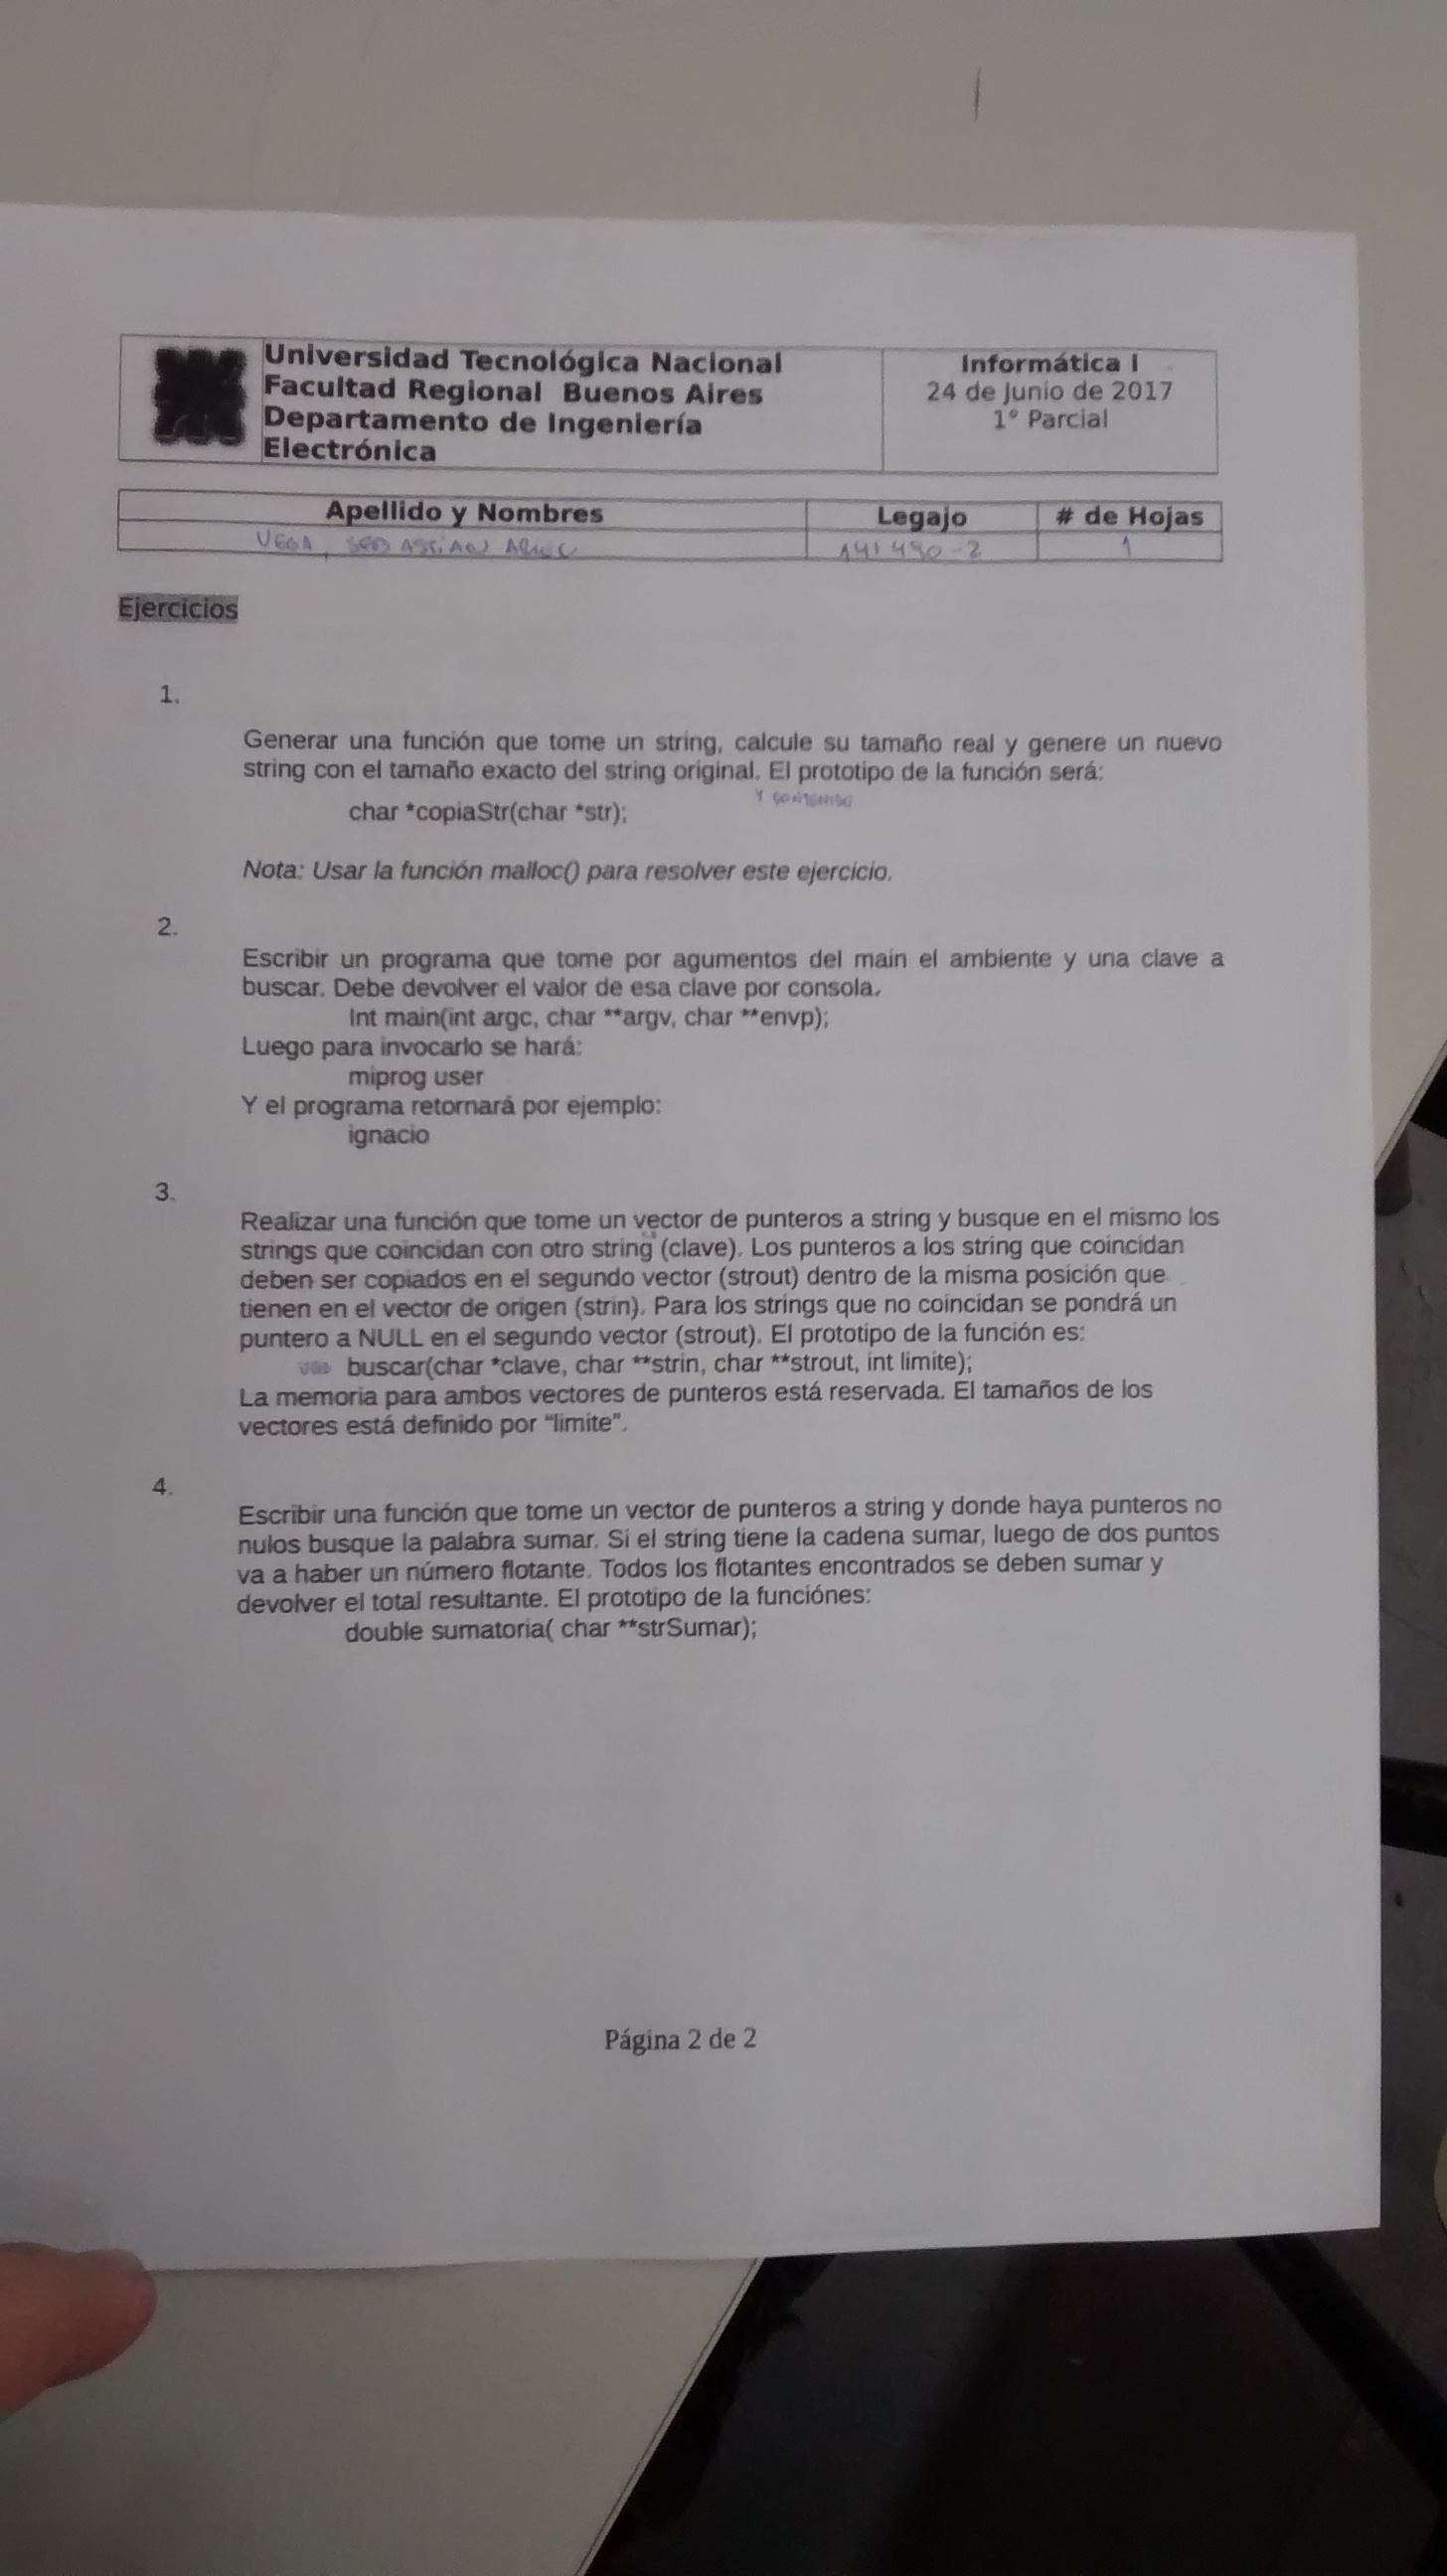 Universidad Tecnológica Nacional
Facultad Regional Buenos Aires
Departamento de Ingeniería
Electrónica
Informática I
24 de Junio de 2017
1° Parcial
Apellido y Nombres Legajo # de Hojas
VEGA, SEBASTIAN ARIEL 141490-2 1
Ejercicios
1.
Generar una función que tome un string, calcule su tamaño real y genere un nuevo
string con el tamaño exacto del string original. El prototipo de la función será:
Y CONTENIDO
char *copiaStr(char *str);
Nota: Usar la función malloc() para resolver este ejercicio.
2.
Escribir un programa que tome por agumentos del main el ambiente y una clave a
buscar. Debe devolver el valor de esa clave por consola.
Int main(int argc, char **argv, char **envp);
Luego para invocarlo se hará:
miprog user
Y el programa retornará por ejemplo:
ignacio
3.
Realizar una función que tome un vector de punteros a string y busque en el mismo los
strings que coincidan con otro string (clave). Los punteros a los string que coincidan
deben ser copiados en el segundo vector (strout) dentro de la misma posición que
tienen en el vector de origen (strin). Para los strings que no coincidan se pondrá un
puntero a NULL en el segundo vector (strout). El prototipo de la función es:
buscar(char *clave, char **strin, char **strout, int limite);
La memoria para ambos vectores de punteros está reservada. El tamaños de los
vectores está definido por “limite”.
4.
Escribir una función que tome un vector de punteros a string y donde haya punteros no
nulos busque la palabra sumar. Si el string tiene la cadena sumar, luego de dos puntos
va a haber un número flotante. Todos los flotantes encontrados se deben sumar y
devolver el total resultante. El prototipo de la funciónes:
double sumatoria( char **strSumar);
Página 2 de 2